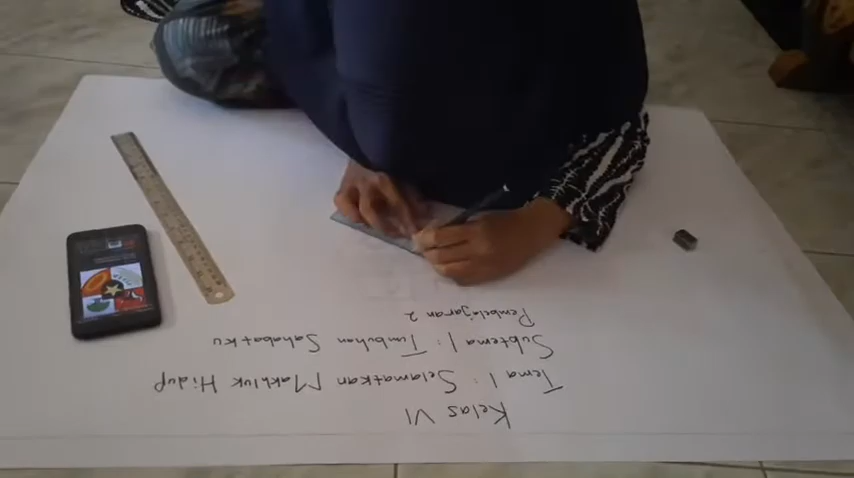 Kelas VI
Tema 1 : Selamatkan Makhluk Hidup
Subtema 1 : Tumbuhan Sahabatku
Pembelajaran 2